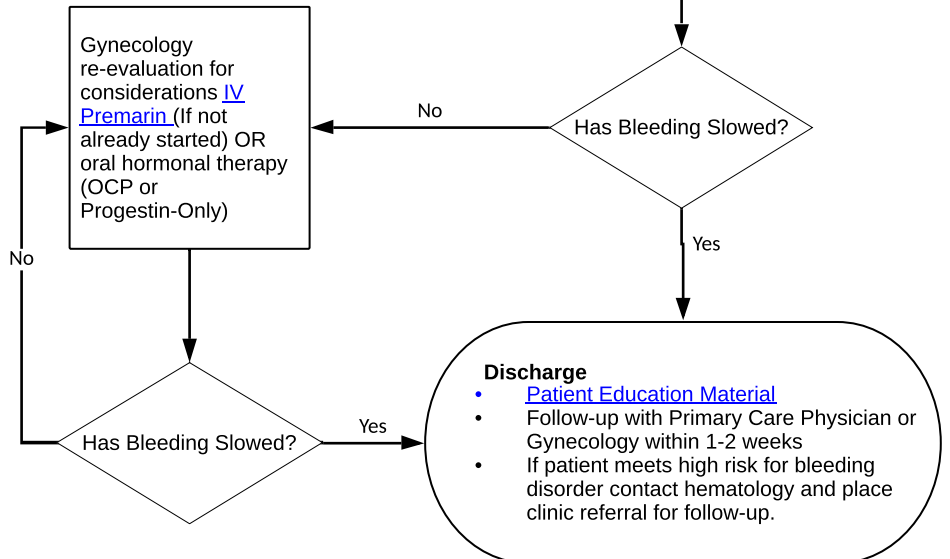 Gynecology
re-evaluation for
considerations IV
Premarin (If not
already started) OR
oral hormonal therapy
(OCP or
Progestin-Only)
No
Has Bleeding Slowed?
Yes
No
Has Bleeding Slowed?
Yes
Discharge
• Patient Education Material
• Follow-up with Primary Care Physician or
Gynecology within 1-2 weeks
• If patient meets high risk for bleeding
disorder contact hematology and place
clinic referral for follow-up.